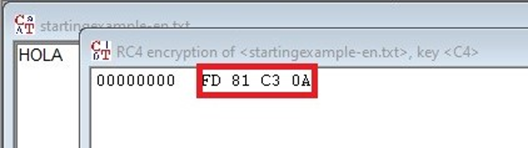 startingexample-en.txt
HOLA
RC4 encryption of <startingexample-en.txt>, key <C4>
00000000 FD 81 C3 0A